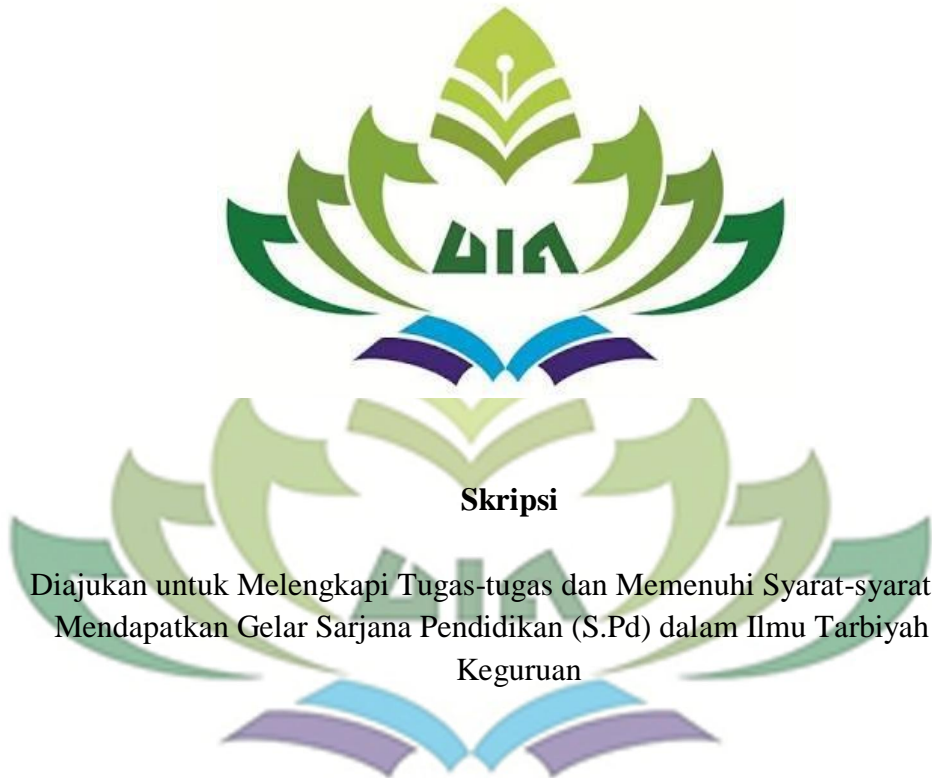 UIN
Skripsi
Diajukan untuk Melengkapi Tugas-tugas dan Memenuhi Syarat-syarat
Mendapatkan Gelar Sarjana Pendidikan (S.Pd) dalam Ilmu Tarbiyah
Keguruan